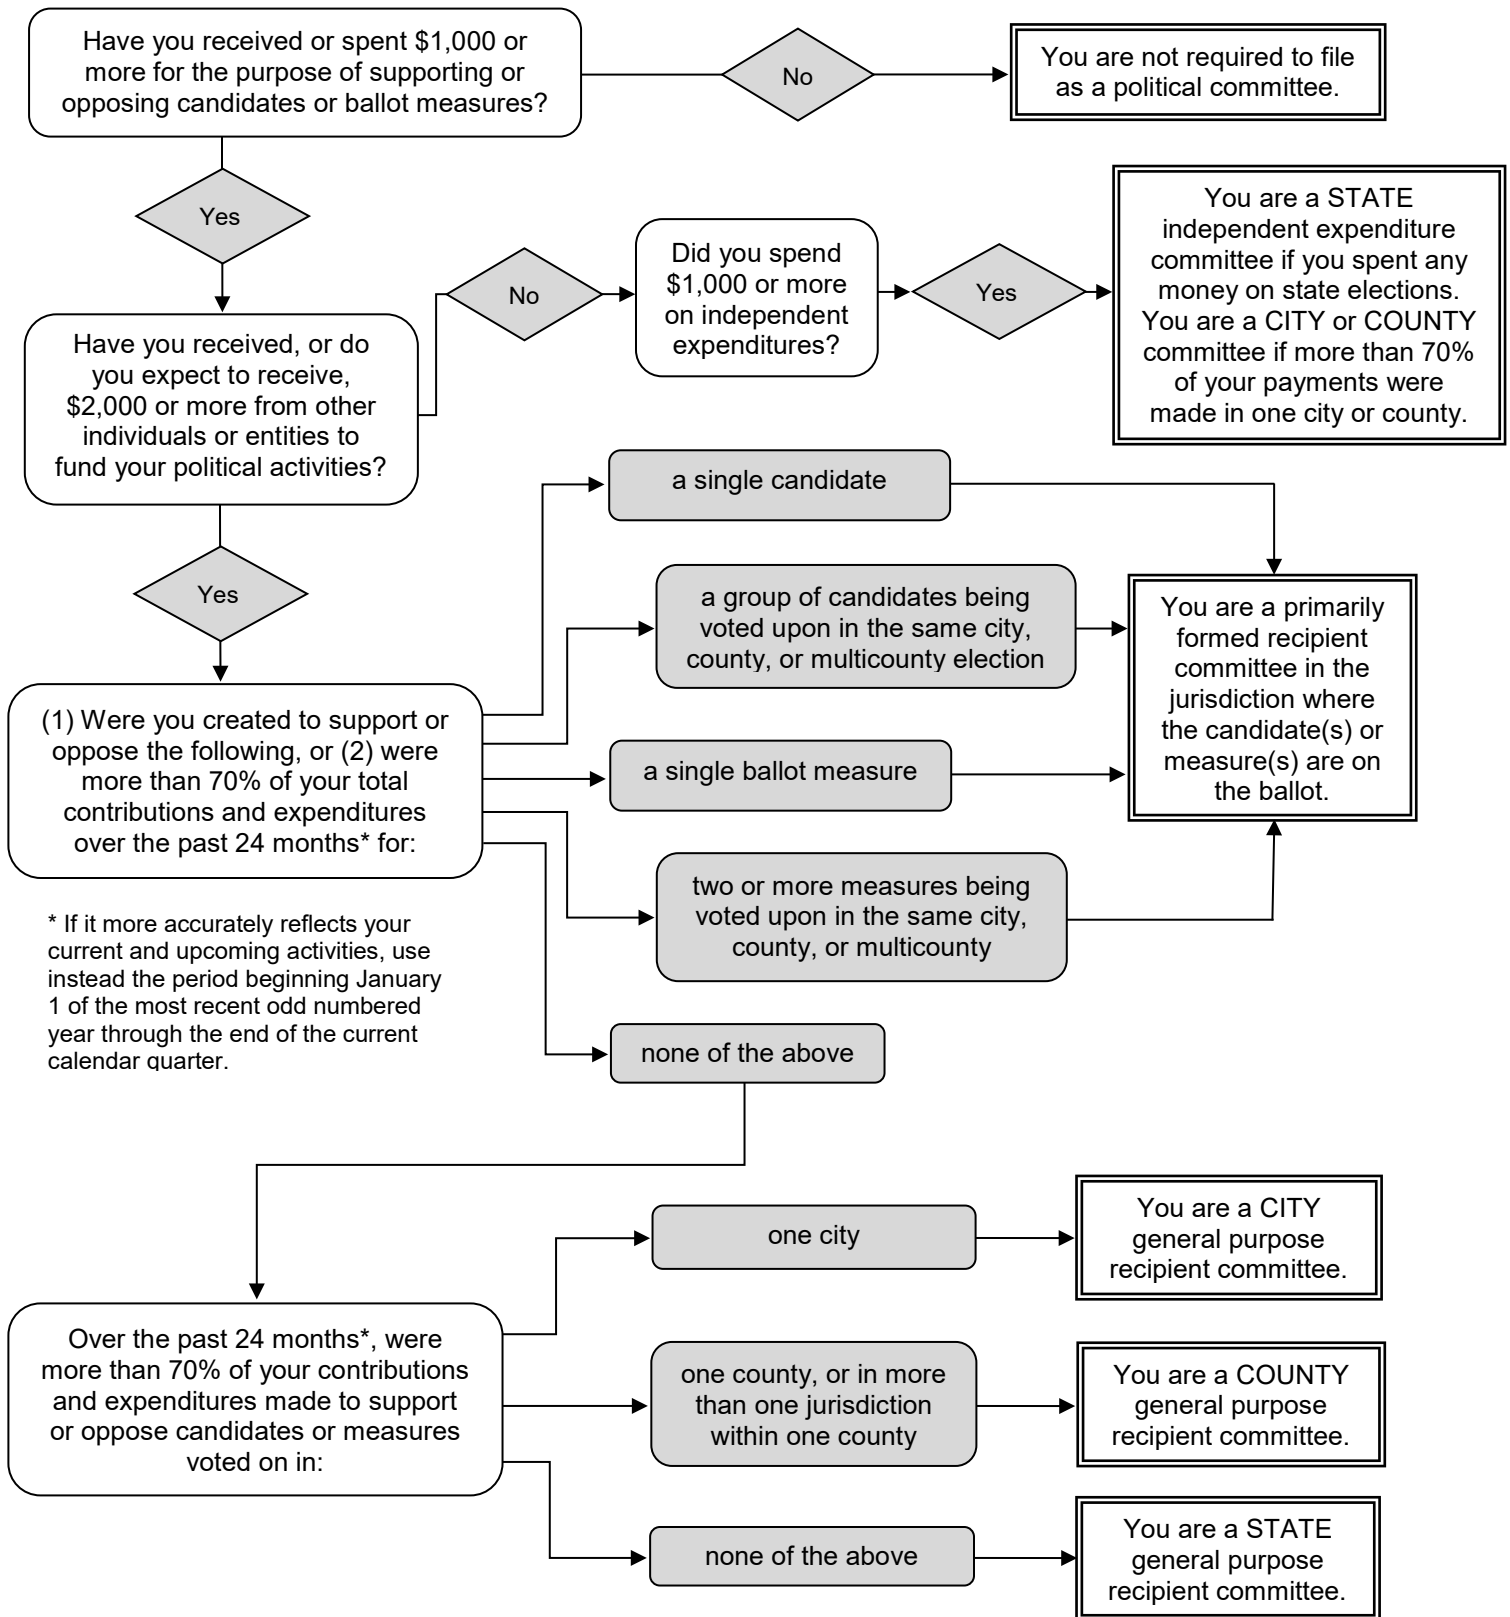 Have you received or spent $1,000 or
more for the purpose of supporting or
opposing candidates or ballot measures?
No
You are not required to file
as a political committee.
Yes
Have you received, or do
you expect to receive,
$2,000 or more from other
individuals or entities to
fund your political activities?
No
Did you spend
$1,000 or more
on independent
expenditures?
Yes
You are a STATE
independent expenditure
committee if you spent any
money on state elections.
You are a CITY or COUNTY
committee if more than 70%
of your payments were
made in one city or county.
Yes
(1) Were you created to support or
oppose the following, or (2) were
more than 70% of your total
contributions and expenditures
over the past 24 months* for:
a single candidate
a group of candidates being
voted upon in the same city,
county, or multicounty election
a single ballot measure
two or more measures being
voted upon in the same city,
county, or multicounty
You are a primarily
formed recipient
committee in the
jurisdiction where
the candidate(s) or
measure(s) are on
the ballot.
* If it more accurately reflects your
current and upcoming activities, use
instead the period beginning January
1 of the most recent odd numbered
year through the end of the current
calendar quarter.
none of the above
Over the past 24 months*, were
more than 70% of your contributions
and expenditures made to support
or oppose candidates or measures
voted on in:
one city
You are a CITY
general purpose
recipient committee.
one county, or in more
than one jurisdiction
within one county
You are a COUNTY
general purpose
recipient committee.
none of the above
You are a STATE
general purpose
recipient committee.